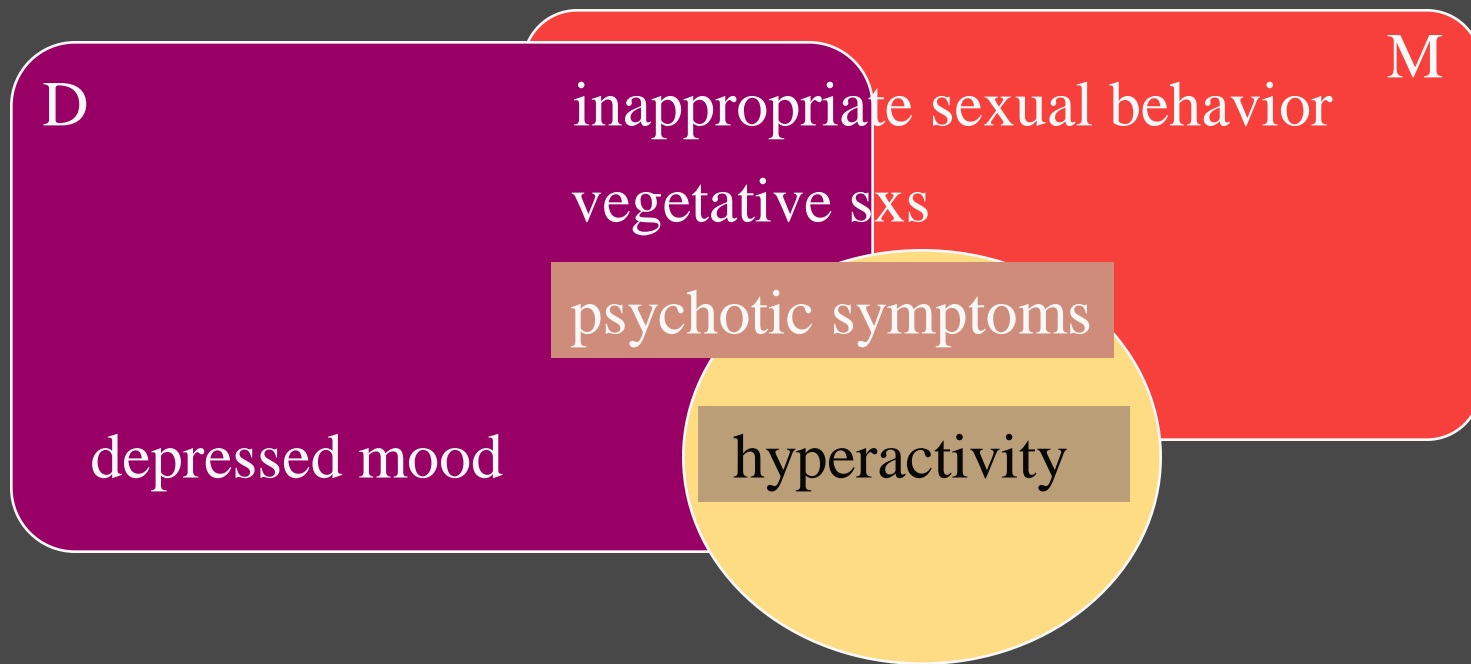 M
D
inappropriate sexual behavior
vegetative sxs
psychotic symptoms
depressed mood
hyperactivity